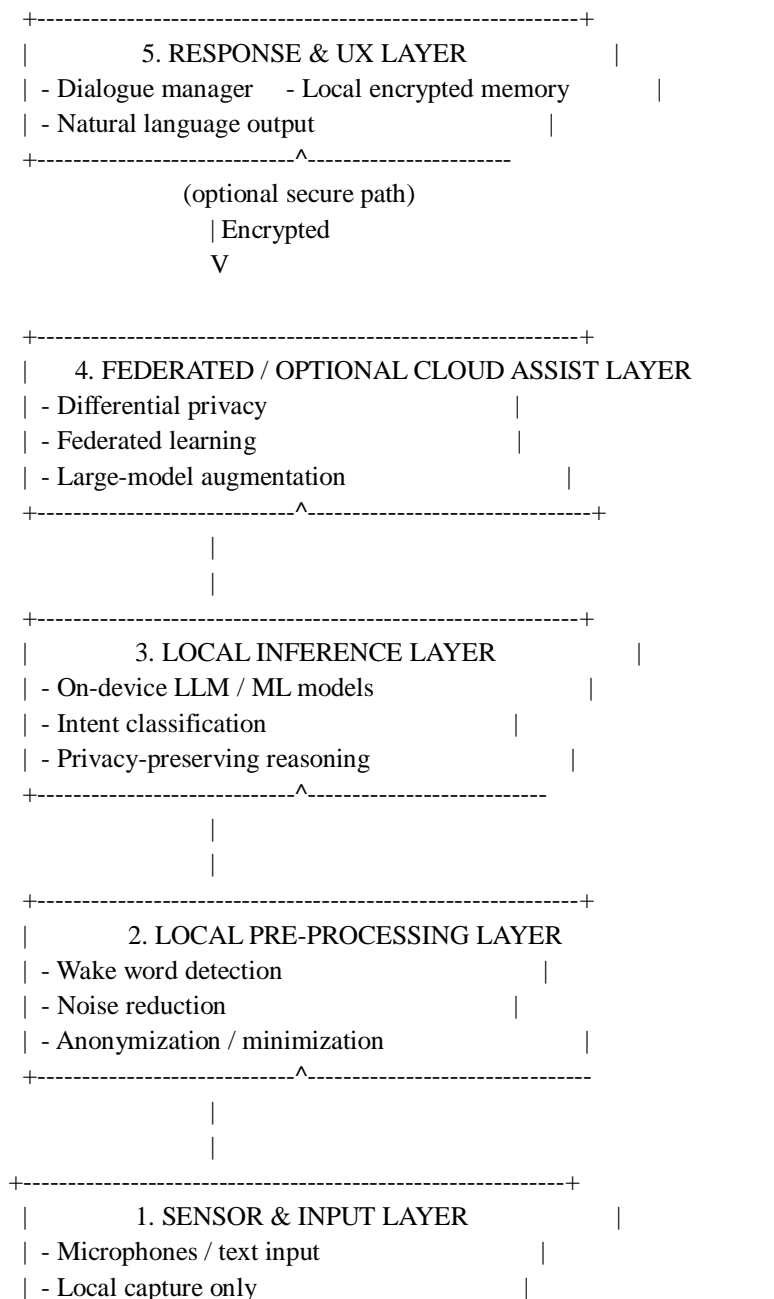 +-------------------------------------------------------------+
| 5. RESPONSE & UX LAYER |
| - Dialogue manager - Local encrypted memory |
| - Natural language output |
+-----------------------------^-----------------------
(optional secure path)
| Encrypted
V
+-------------------------------------------------------------+
| 4. FEDERATED / OPTIONAL CLOUD ASSIST LAYER
| - Differential privacy |
| - Federated learning |
| - Large-model augmentation |
+-----------------------------^--------------------------------+
|
|
+-------------------------------------------------------------+
| 3. LOCAL INFERENCE LAYER |
| - On-device LLM / ML models |
| - Intent classification |
| - Privacy-preserving reasoning |
+-----------------------------^---------------------------
|
|
+-------------------------------------------------------------+
| 2. LOCAL PRE-PROCESSING LAYER
| - Wake word detection |
| - Noise reduction |
| - Anonymization / minimization |
+-----------------------------^--------------------------------
|
|
+-------------------------------------------------------------+
| 1. SENSOR & INPUT LAYER |
| - Microphones / text input |
| - Local capture only |